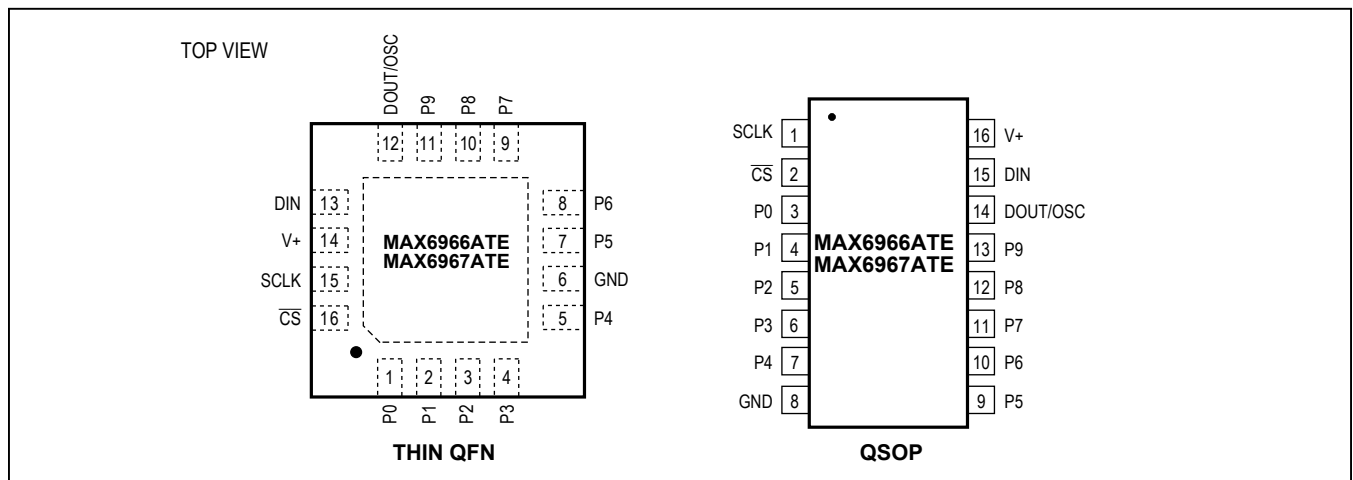 TOP VIEW
DOUT/OSC
P9
P8
P7
12
11
10
9
DIN 13
V+ 14
SCLK 15
CS 16
MAX6966ATE
MAX6967ATE
8 P6
7 P5
6 GND
5 P4
1
2
3
4
P0
P1
P2
P3
THIN QFN
SCLK 1
CS 2
P0 3
P1 4
P2 5
P3 6
P4 7
GND 8
MAX6966ATE
MAX6967ATE
16 V+
15 DIN
14 DOUT/OSC
13 P9
12 P8
11 P7
10 P6
9 P5
QSOP